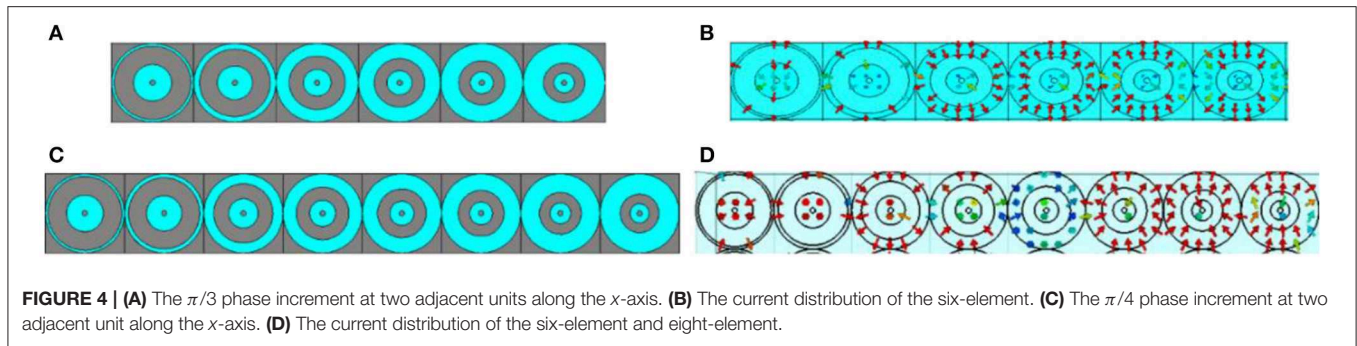 A
B
C
D
FIGURE 4 | (A) The π/3 phase increment at two adjacent units along the x-axis. (B) The current distribution of the six-element. (C) The π/4 phase increment at two
adjacent unit along the x-axis. (D) The current distribution of the six-element and eight-element.